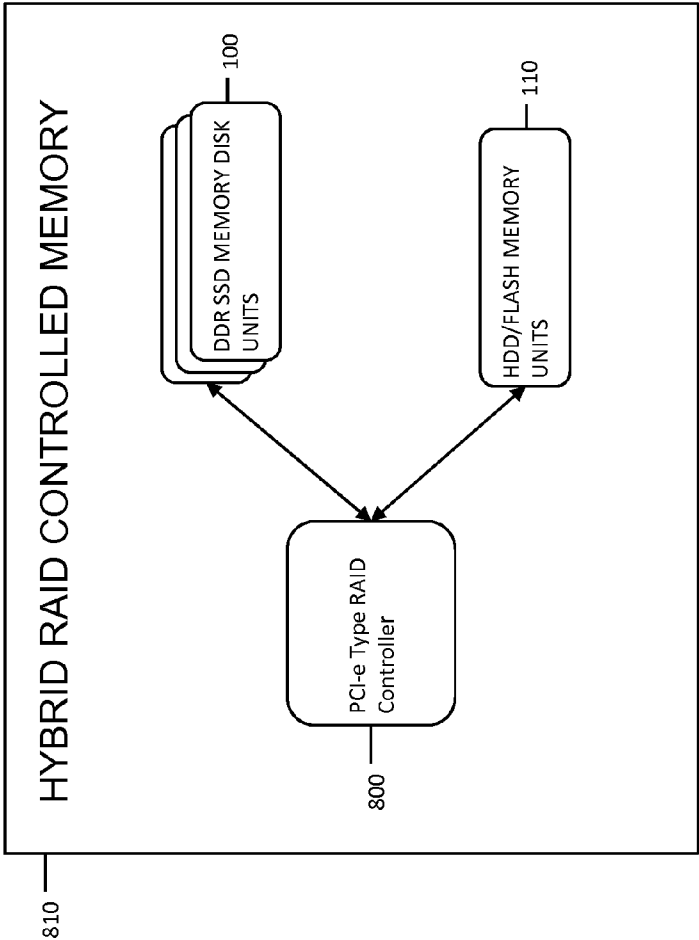 HYBRID RAID CONTROLLED MEMORY
810
100
DDR SSD MEMORY DISK
UNITS
PCI-e Type RAID
Controller
800
110
HDD/FLASH MEMORY
UNITS